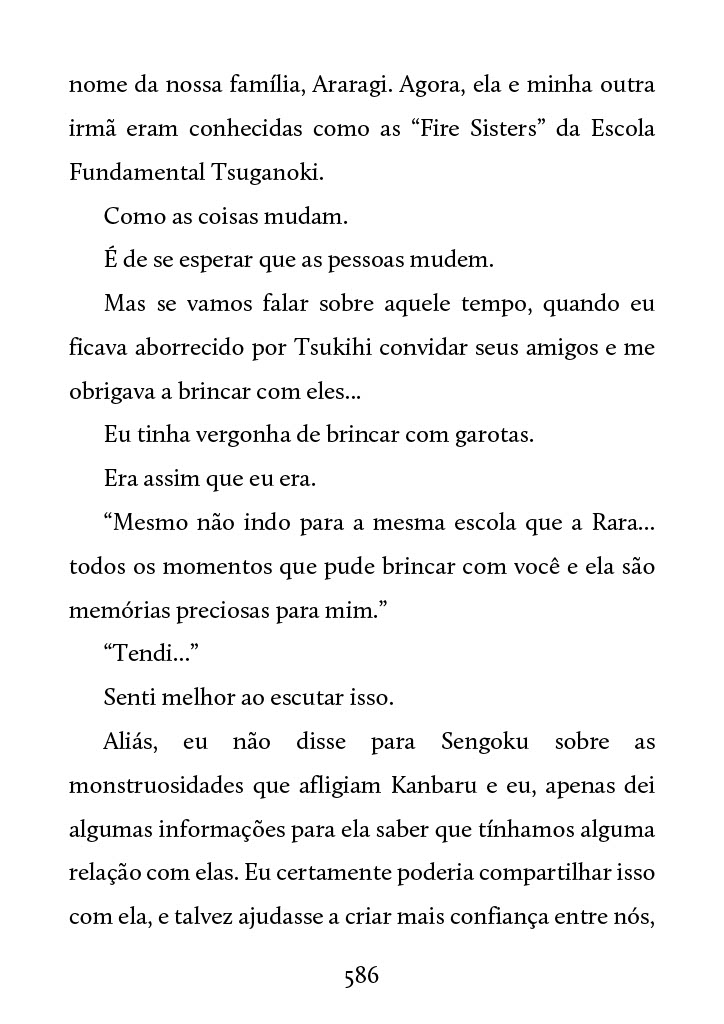 nome da nossa família, Araragi. Agora, ela e minha outra
irmã eram conhecidas como as “Fire Sisters” da Escola
Fundamental Tsuganoki.
Como as coisas mudam.
É de se esperar que as pessoas mudem.
Mas se vamos falar sobre aquele tempo, quando eu
ficava aborrecido por Tsukihi convidar seus amigos e me
obrigava a brincar com eles...
Eu tinha vergonha de brincar com garotas.
Era assim que eu era.
“Mesmo não indo para a mesma escola que a Rara...
todos os momentos que pude brincar com você e ela são
memórias preciosas para mim.”
“Tendi...”
Senti melhor ao escutar isso.
Aliás, eu não disse para Sengoku sobre as
monstruosidades que afligiam Kanbaru e eu, apenas dei
algumas informações para ela saber que tínhamos alguma
relação com elas. Eu certamente poderia compartilhar isso
com ela, e talvez ajudasse a criar mais confiança entre nós,
586